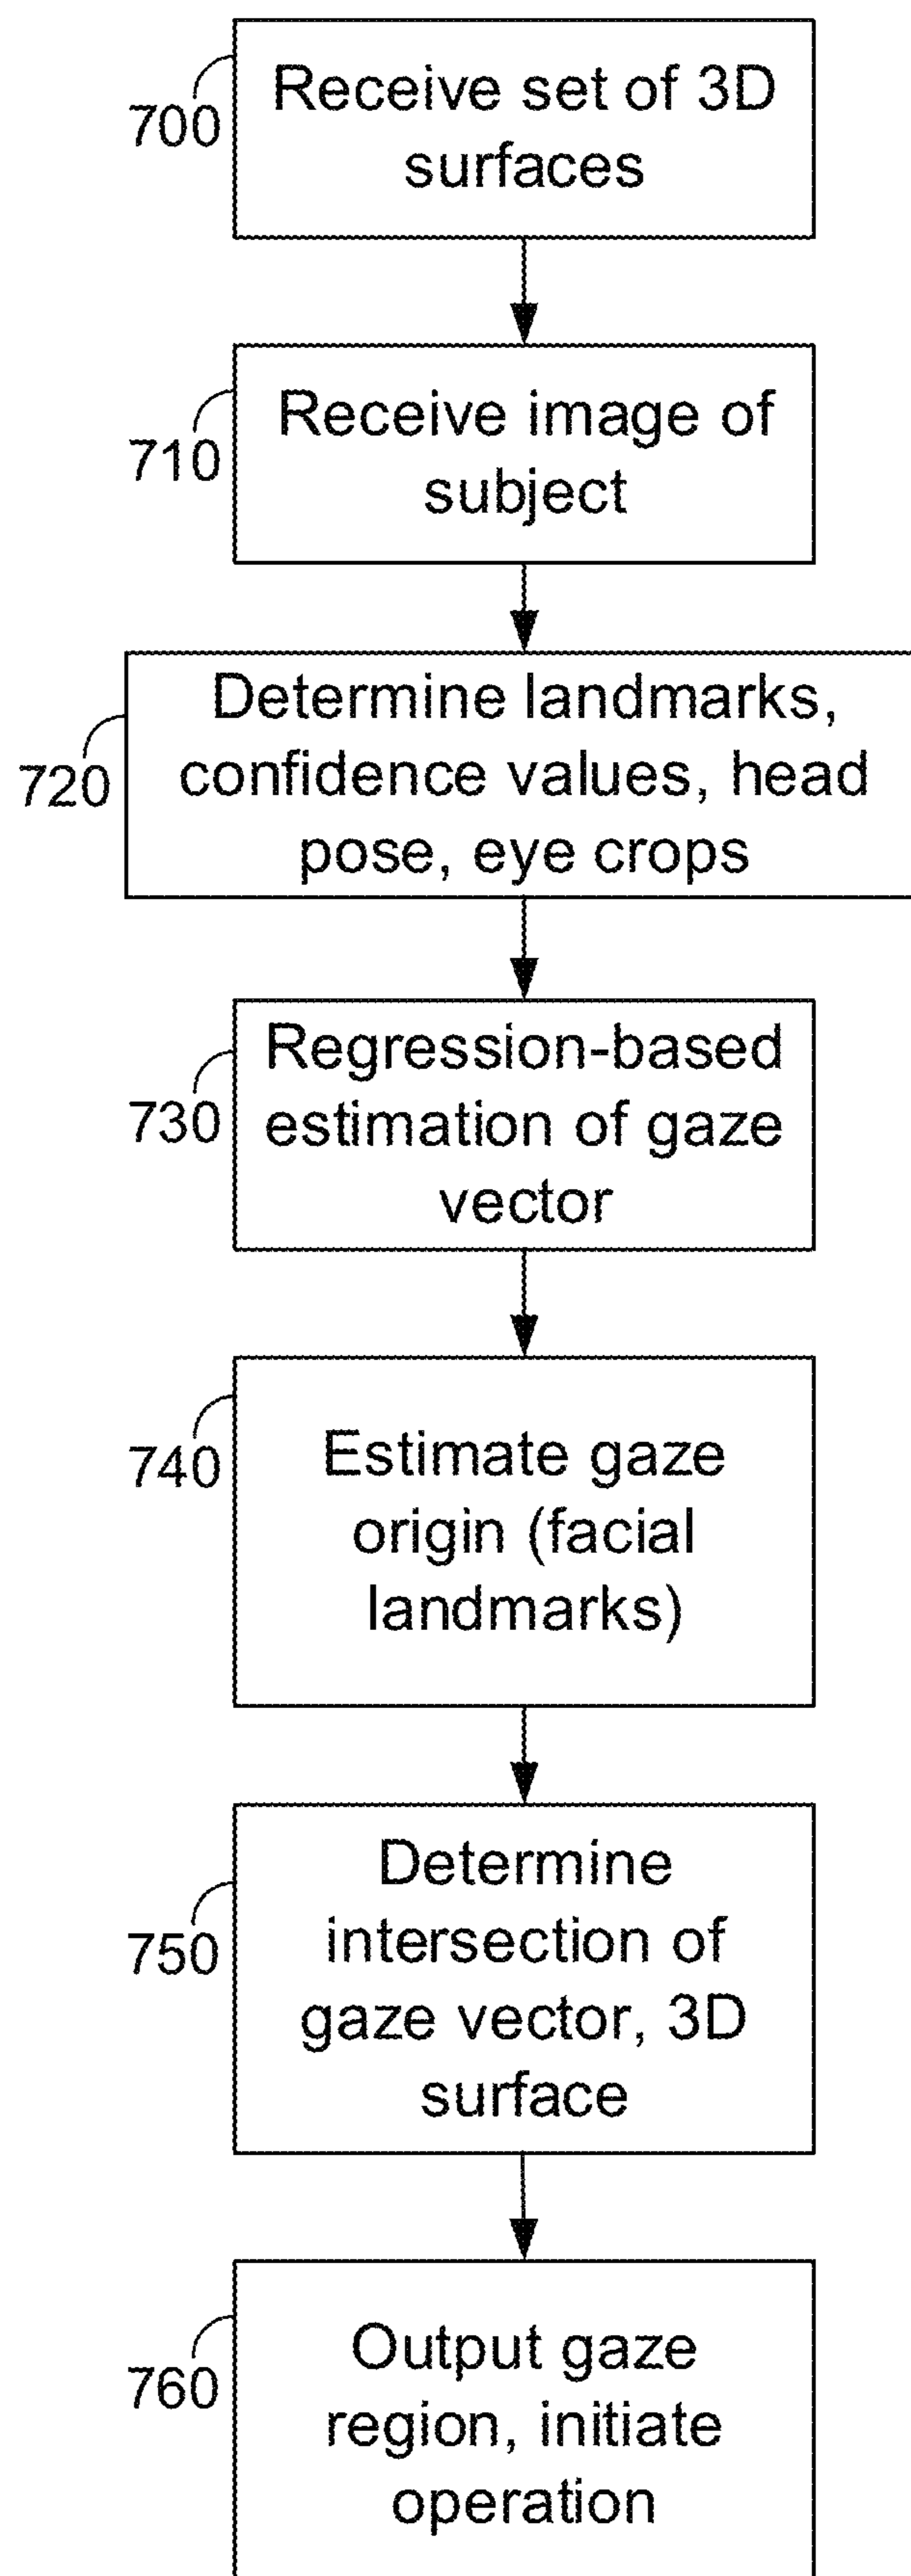 700
Receive set of 3D
surfaces
710
Receive image of
subject
720
Determine landmarks,
confidence values, head
pose, eye crops
730
Regression-based
estimation of gaze
vector
740
Estimate gaze
origin (facial
landmarks)
750
Determine
intersection of
gaze vector, 3D
surface
760
Output gaze
region, initiate
operation